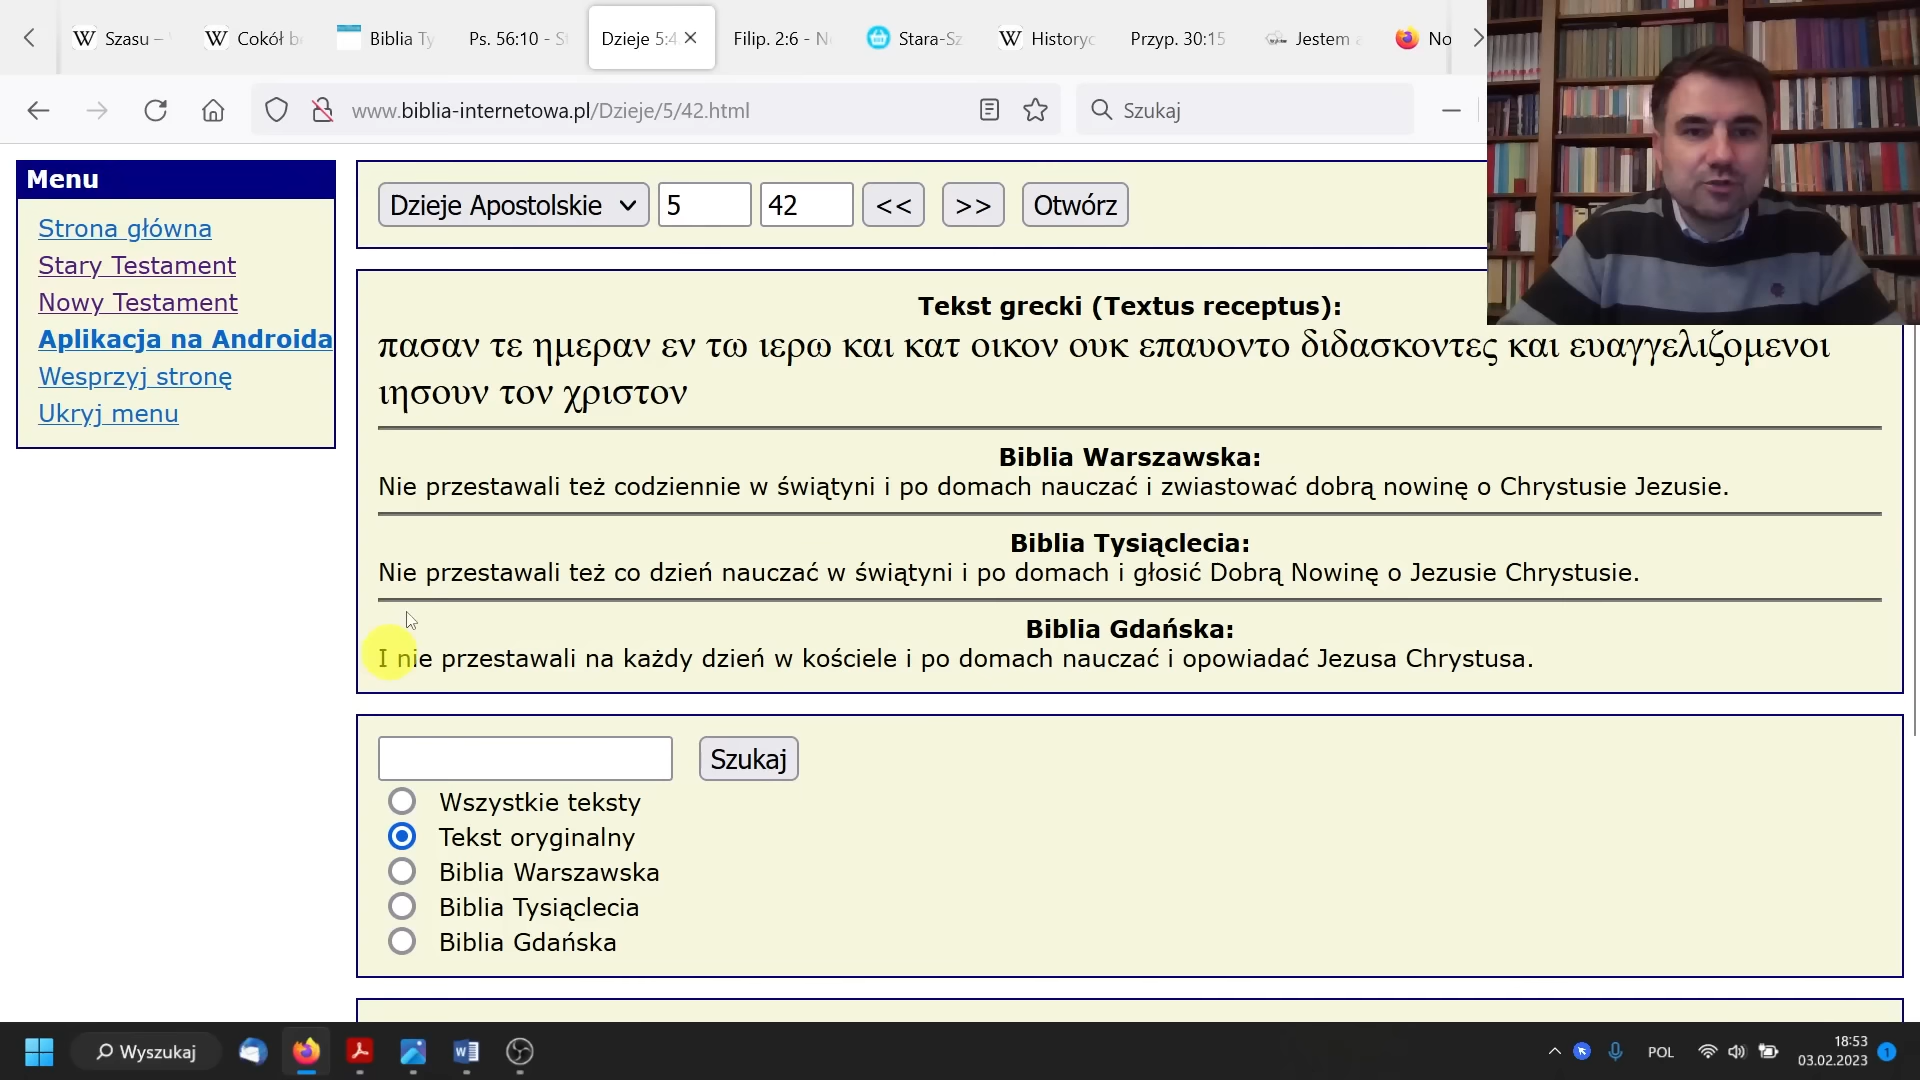 Szasu –
Cokół b
Biblia Ty
Ps. 56:10 - S
Dzieje 5:4
Filip. 2:6 - N
Stara-Sz
Historyc
Przyp. 30:15
Jestem
No
www.biblia-internetowa.pl/Dzieje/5/42.html
Szukaj
Menu
Strona główna
Stary Testament
Nowy Testament
Aplikacja na Androida
Wesprzyj stronę
Ukryj menu
Dzieje Apostolskie 5 42 << >> Otwórz
Tekst grecki (Textus receptus):
πασαν τε ημεραν εν τω ιερω και κατ οικον ουκ επαυοντο διδασκοντες και ευαγγελιζομενοι
ιησουν τον χριστον
Biblia Warszawska:
Nie przestawali też codziennie w świątyni i po domach nauczać i zwiastować dobrą nowinę o Chrystusie Jezusie.
Biblia Tysiąclecia:
Nie przestawali też co dzień nauczać w świątyni i po domach i głosić Dobrą Nowinę o Jezusie Chrystusie.
Biblia Gdańska:
I nie przestawali na każdy dzień w kościele i po domach nauczać i opowiadać Jezusa Chrystusa.
Szukaj
Wszystkie teksty
Tekst oryginalny
Biblia Warszawska
Biblia Tysiąclecia
Biblia Gdańska
Wyszukaj
POL
18:53
03.02.2023
1